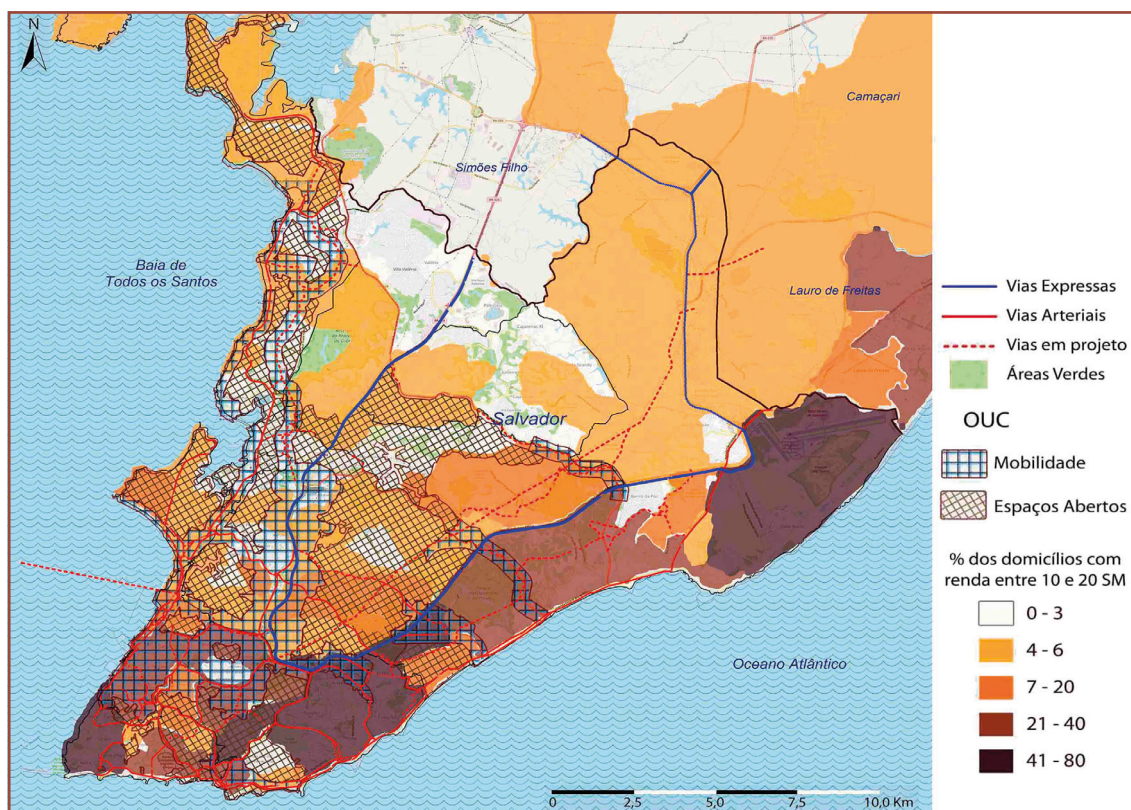 N
Camaçari
Simões Filho
Baia de
Todos os Santos
Lauro de Freitas
Salvador
Oceano Atlântico
0 2,5 5,0 7,5 10,0 Km
Vias Expressas
Vias Arteriais
Vias em projeto
Áreas Verdes
OUC
Mobilidade
Espaços Abertos
% dos domicílios com
renda entre 10 e 20 SM
0 - 3
4 - 6
7 - 20
21 - 40
41 - 80